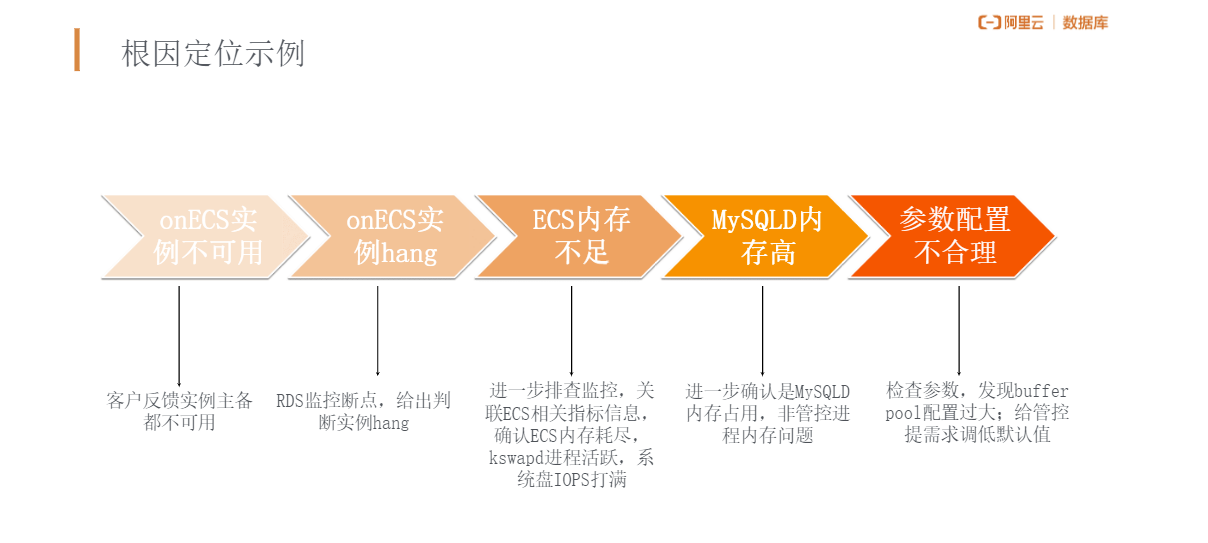 阿里云 | 数据库
根因定位示例
onECS实
例不可用
onECS实
例hang
ECS内存
不足
MySQLD内
存高
参数配置
不合理
客户反馈实例主备
都不可用
RDS监控断点，给出判
断实例hang
进一步排查监控，关
联ECS相关指标信息，
确认ECS内存耗尽，
kswapd进程活跃，系
统盘IOPS打满
进一步确认是MySQLD
内存占用，非管控进
程内存问题
检查参数，发现buffer
pool配置过大；给管控
提需求调低默认值